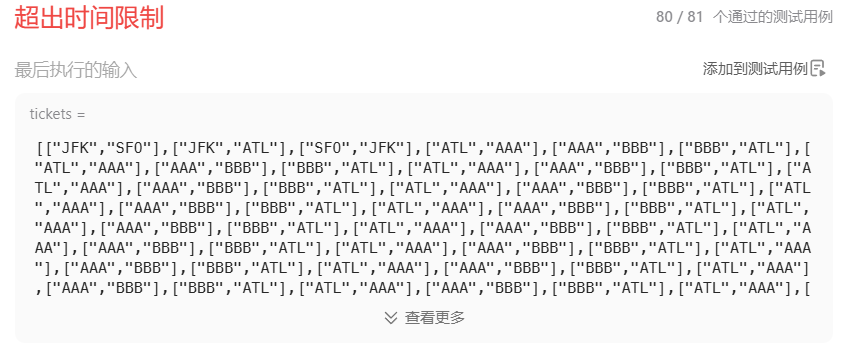 超出时间限制
80 / 81 个通过的测试用例
最后执行的输入
添加到测试用例
tickets =
[["JFK","SFO"],["JFK","ATL"],["SFO","JFK"],["ATL","AAA"],["AAA","BBB"],["BBB","ATL"],[
"ATL","AAA"],["AAA","BBB"],["BBB","ATL"],["ATL","AAA"],["AAA","BBB"],["BBB","ATL"],["A
TL","AAA"],["AAA","BBB"],["BBB","ATL"],["ATL","AAA"],["AAA","BBB"],["BBB","ATL"],["ATL
","AAA"],["AAA","BBB"],["BBB","ATL"],["ATL","AAA"],["AAA","BBB"],["BBB","ATL"],["ATL",
"AAA"],["AAA","BBB"],["BBB","ATL"],["ATL","AAA"],["AAA","BBB"],["BBB","ATL"],["ATL","A
AA"],["AAA","BBB"],["BBB","ATL"],["ATL","AAA"],["AAA","BBB"],["BBB","ATL"],["ATL","AAA
"],["AAA","BBB"],["BBB","ATL"],["ATL","AAA"],["AAA","BBB"],["BBB","ATL"],["ATL","AAA"]
,["AAA","BBB"],["BBB","ATL"],["ATL","AAA"],["AAA","BBB"],["BBB","ATL"],["ATL","AAA"],[
查看更多